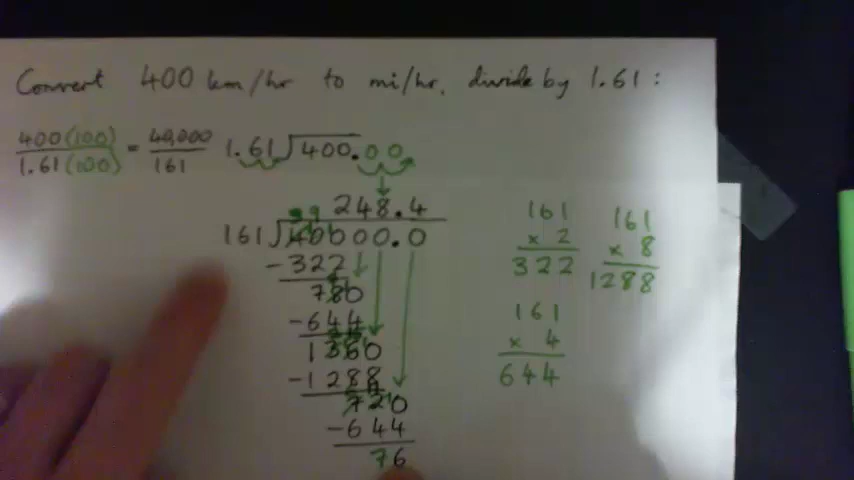 Convert 400 km/hr to mi/hr, divide by 1.61:
400(100) / 1.61(100) = 40,000 / 161
1.61 ) 400.00
248.4
161 ) 40000.0
- 322
780
- 644
1360
- 1288
720
- 644
76
161
x 2
322
161
x 8
1288
161
x 4
644